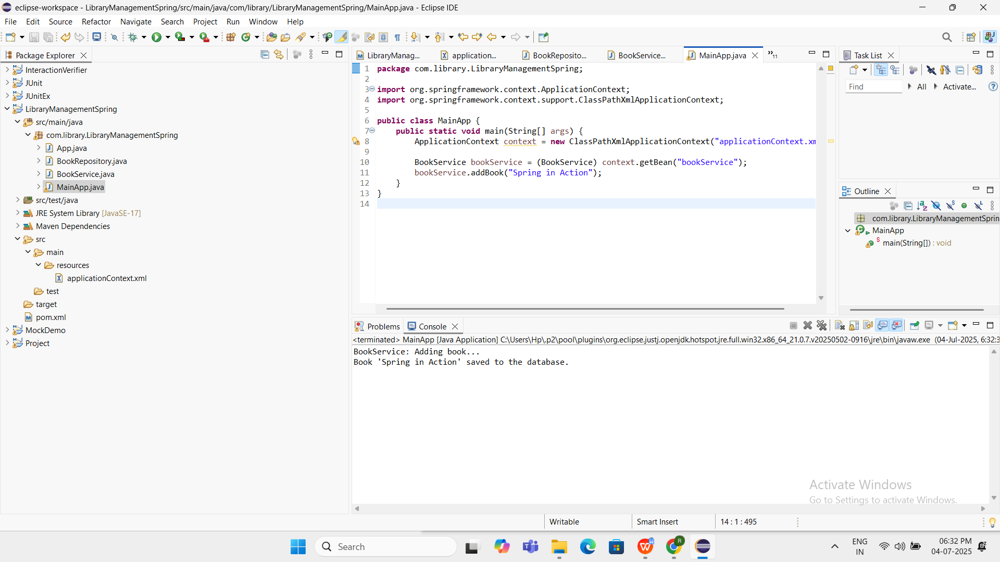 eclipse-workspace - LibraryManagementSpring/src/main/java/com/library/LibraryManagementSpring/MainApp.java - Eclipse IDE
File Edit Source Refactor Navigate Search Project Run Window Help
Package Explorer
InteractionVerifier
JUnit
JUnitEx
LibraryManagementSpring
src/main/java
com.library.LibraryManagementSpring
App.java
BookRepository.java
BookService.java
MainApp.java
src/test/java
JRE System Library [JavaSE-17]
Maven Dependencies
src
main
resources
applicationContext.xml
test
target
pom.xml
MockDemo
Project
LibraryManag... application... BookReposito... BookService... MainApp.java »11
1 package com.library.LibraryManagementSpring;
2
3 import org.springframework.context.ApplicationContext;
4 import org.springframework.context.support.ClassPathXmlApplicationContext;
5
6 public class MainApp {
7 public static void main(String[] args) {
8 ApplicationContext context = new ClassPathXmlApplicationContext("applicationContext.xm
9
10 BookService bookService = (BookService) context.getBean("bookService");
11 bookService.addBook("Spring in Action");
12 }
13 }
14
Task List
Find All Activate...
Outline
com.library.LibraryManagementSprin
MainApp
main(String[]) : void
Problems Console
<terminated> MainApp [Java Application] C:\Users\Hp\.p2\pool\plugins\org.eclipse.justj.openjdk.hotspot.jre.full.win32.x86_64_21.0.7.v20250502-0916\jre\bin\javaw.exe (04-Jul-2025, 6:32:3
BookService: Adding book...
Book 'Spring in Action' saved to the database.
Activate Windows
Go to Settings to activate Windows.
Writable Smart Insert 14 : 1 : 495
Search
ENG
IN
06:32 PM
04-07-2025